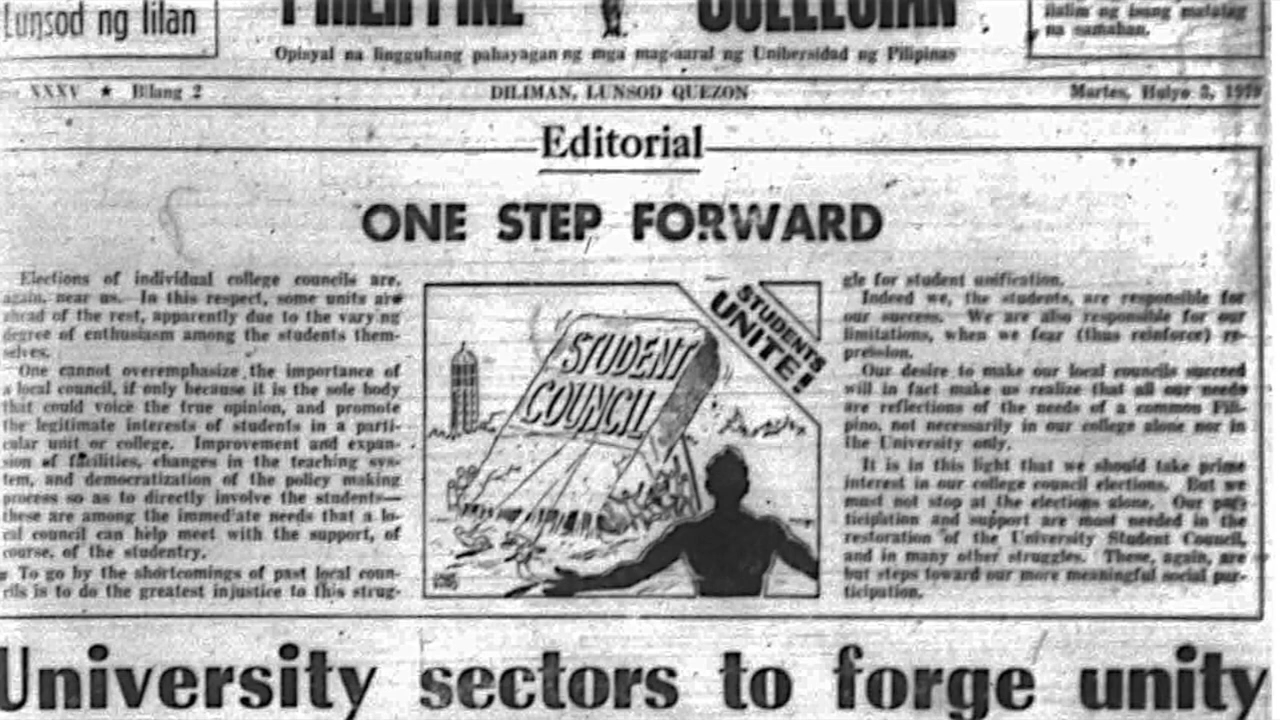 Lunsod ng Ilan
PHILIPPINE COLLEGIAN
Opisyal na lingguhang pahayagan ng mga mag-aaral ng Unibersidad ng Pilipinas
ilalim ng isang matatag
na samahan.
XXXV ★ Bilang 2
DILIMAN, LUNSOD QUEZON
Martes, Hulyo 3, 1979
Editorial
ONE STEP FORWARD
Elections of individual college councils are,
again, near us. In this respect, some units are
ahead of the rest, apparently due to the varyng
degree of enthusiasm among the students them-
selves.
One cannot overemphasize the importance of
a local council, if only because it is the sole body
that could voice the true opinion, and promote
the legitimate interests of students in a parti-
cular unit or college. Improvement and expan-
sion of facilities, changes in the teaching sys-
tem, and democratization of the policy making
process so as to directly involve the students—
these are among the immed'ate needs that a lo-
cal council can help meet with the support, of
course, of the studentry.
To go by the shortcomings of past local coun-
cils is to do the greatest injustice to this strug-
STUDENT
COUNCIL
STUDENTS
UNITE!
gle for student unification.
Indeed we, the students, are responsible for
our success. We are also responsible for our
limitations, when we fear (thus reinforce) re-
pression.
Our desire to make our local councils succeed
will in fact make us realize that all our needs
are reflections of the needs of a common Fili-
pino, not necessarily in our college alone nor in
the University only.
It is in this light that we should take prime
interest in our college council elections. But we
must not stop at the elections alone. Our par-
ticipation and support are most needed in the
restoration of the University Student Council,
and in many other struggles. These, again, are
but steps toward our more meaningful social par-
ticipation.
University sectors to forge unity